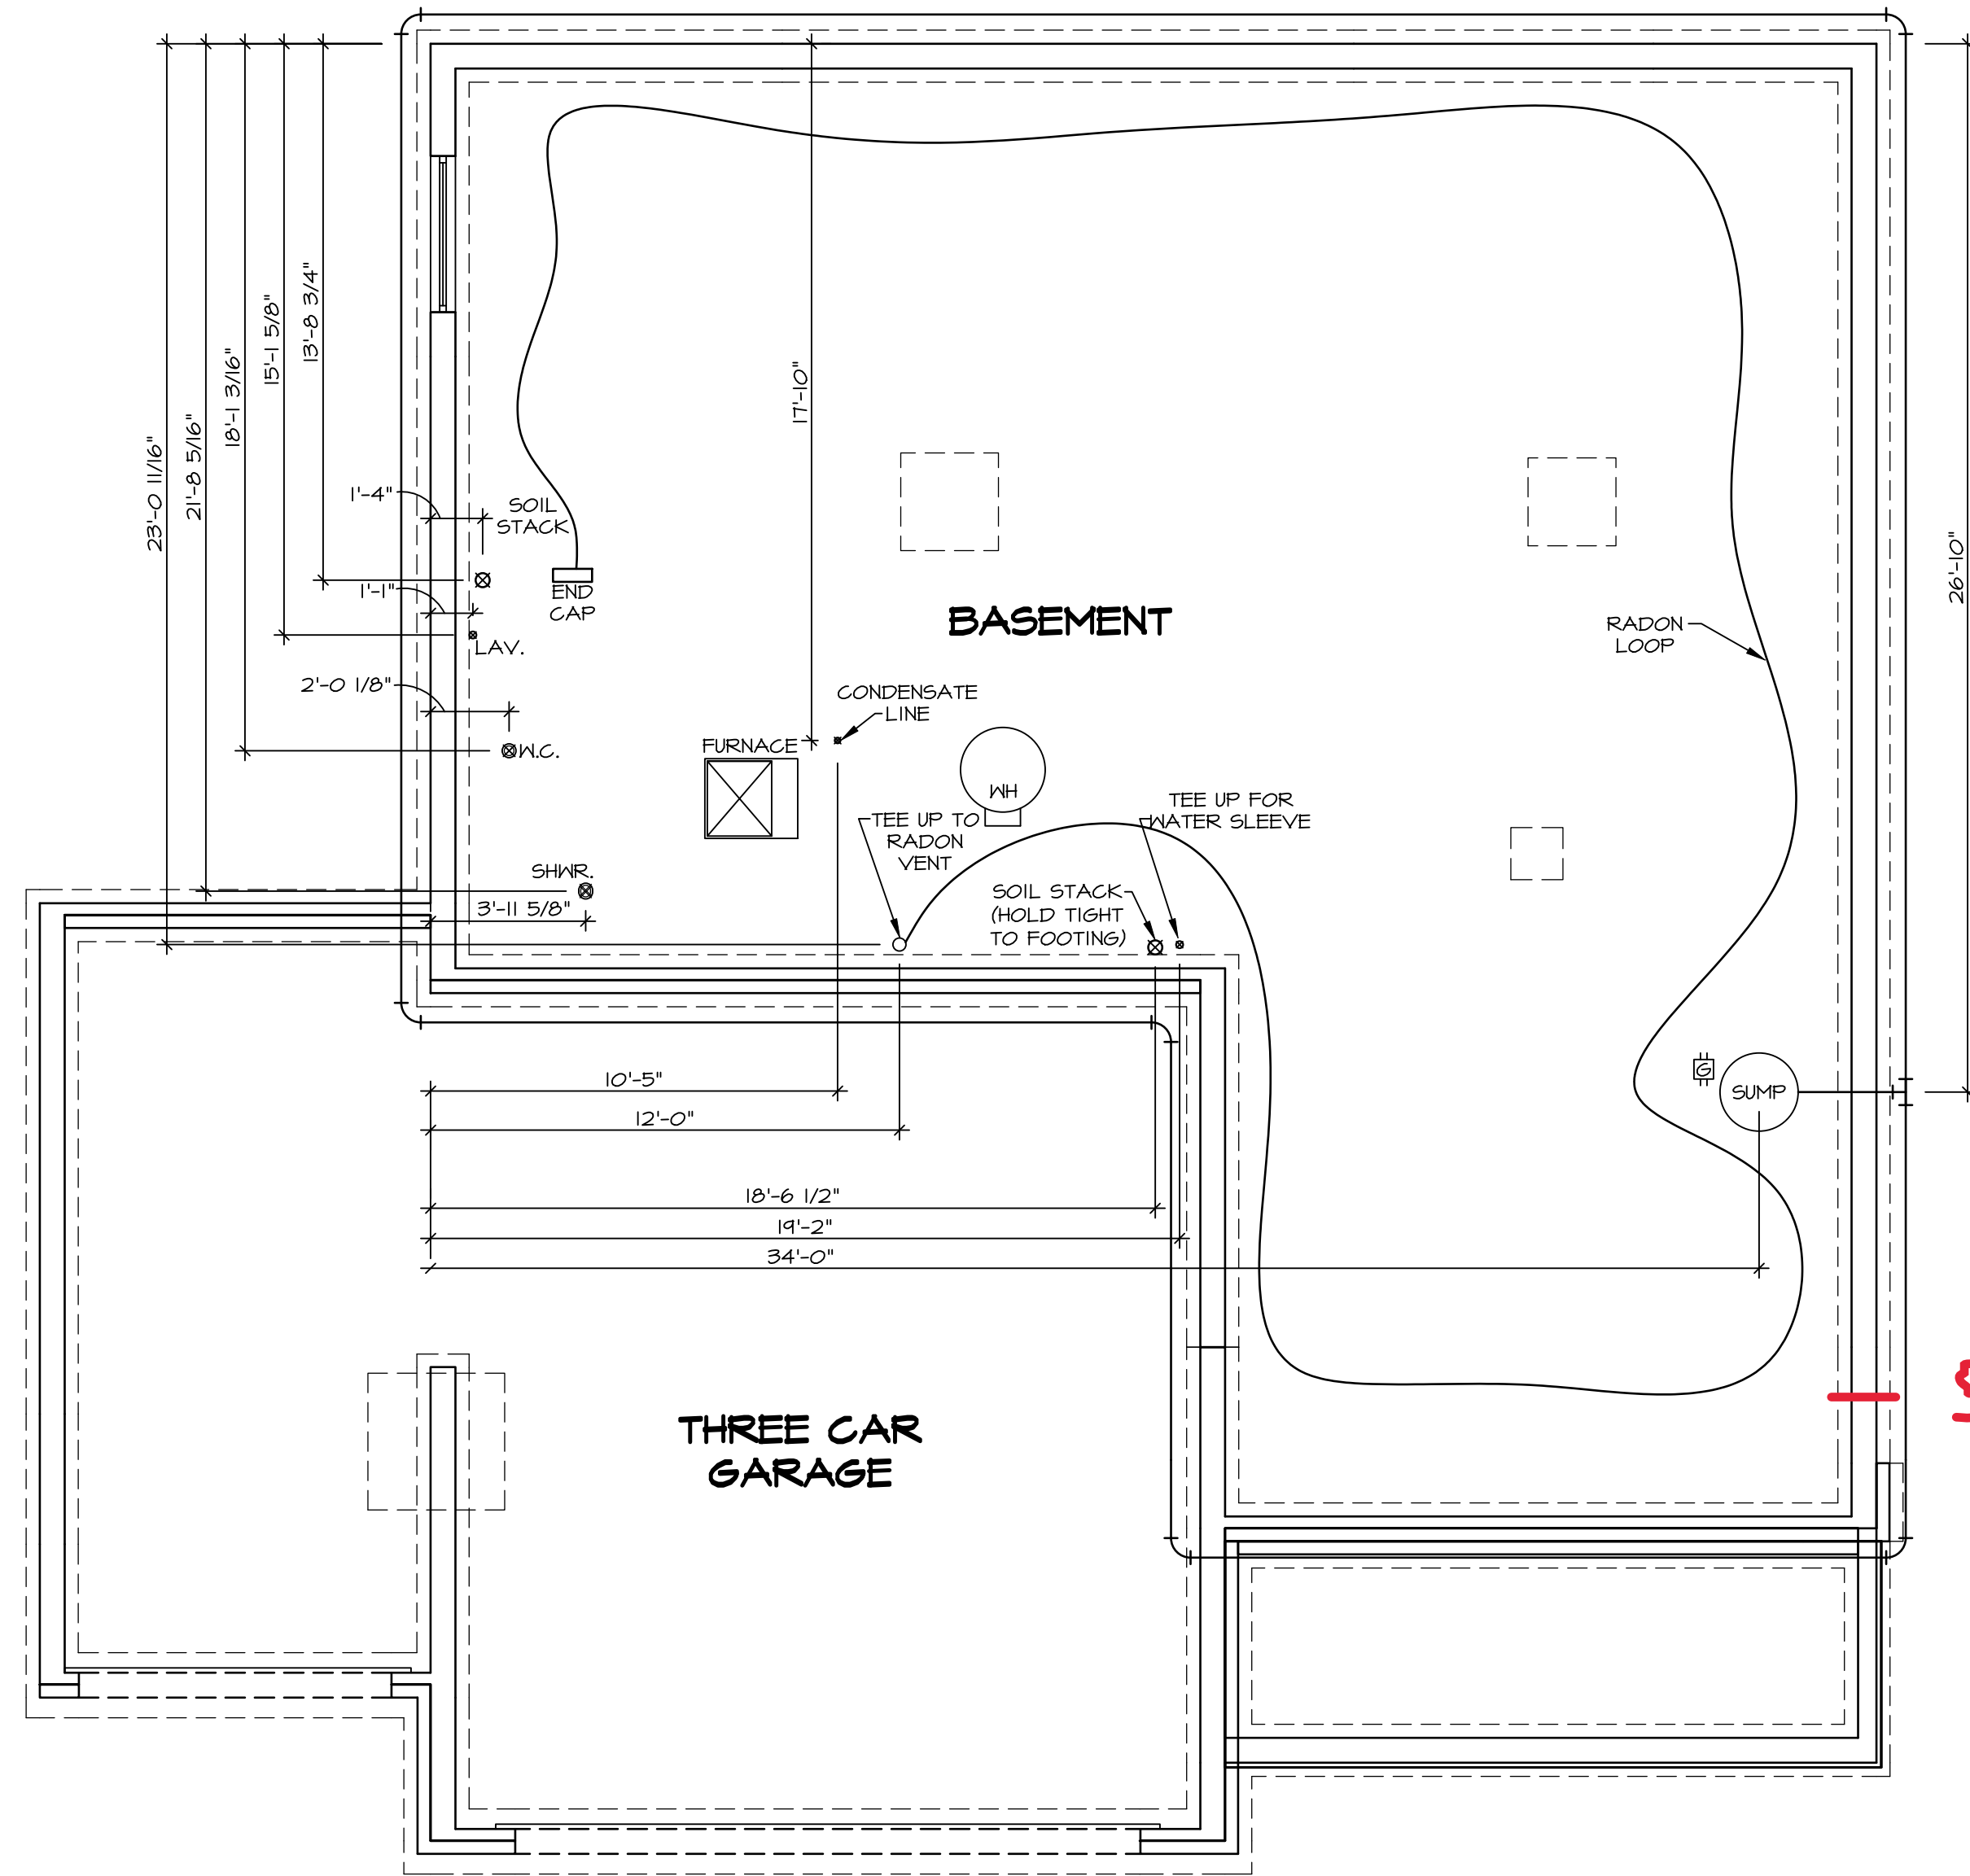 13'-8 3/4"
15'-1 5/8"
18'-1 3/16"
21'-8 5/16"
23'-0 11/16"
17'-10"
26'-10"
1'-4"
SOIL
STACK
END
CAP
1'-1"
LAV.
2'-0 1/8"
W.C.
BASEMENT
RADON
LOOP
CONDENSATE
LINE
FURNACE
WH
TEE UP TO
RADON
VENT
TEE UP FOR
WATER SLEEVE
SHWR.
3'-11 5/8"
SOIL STACK
(HOLD TIGHT
TO FOOTING)
G
SUMP
10'-5"
12'-0"
18'-6 1/2"
19'-2"
34'-0"
THREE CAR
GARAGE